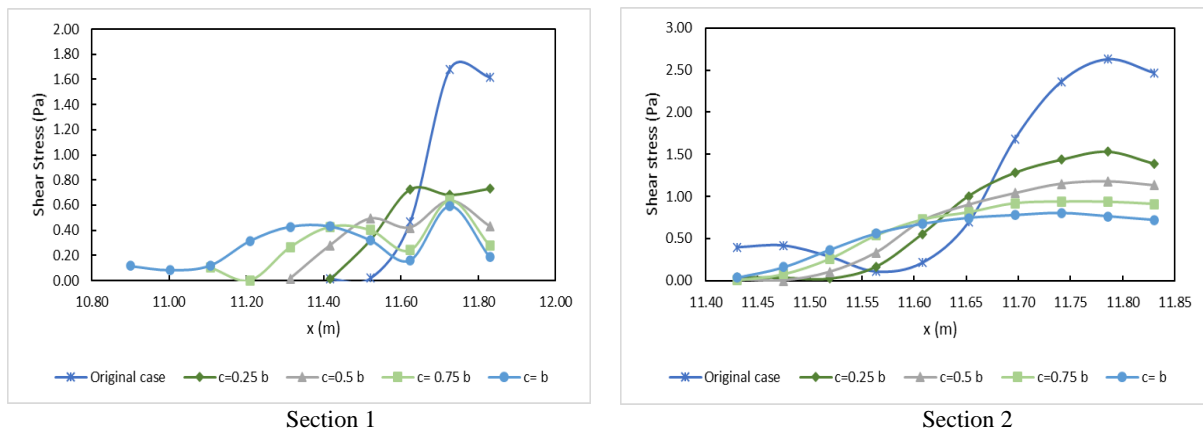 2.00
1.80
1.60
1.40
1.20
1.00
0.80
0.60
0.40
0.20
0.00
Shear Stress (Pa)
10.80 11.00 11.20 11.40 11.60 11.80 12.00
x (m)
Original case c=0.25 b c=0.5 b c= 0.75 b c= b
Section 1
3.00
2.50
2.00
1.50
1.00
0.50
0.00
Shear stress (Pa)
11.40 11.45 11.50 11.55 11.60 11.65 11.70 11.75 11.80 11.85
x (m)
Original case c=0.25 b c=0.5 b c=0.75 b c= b
Section 2